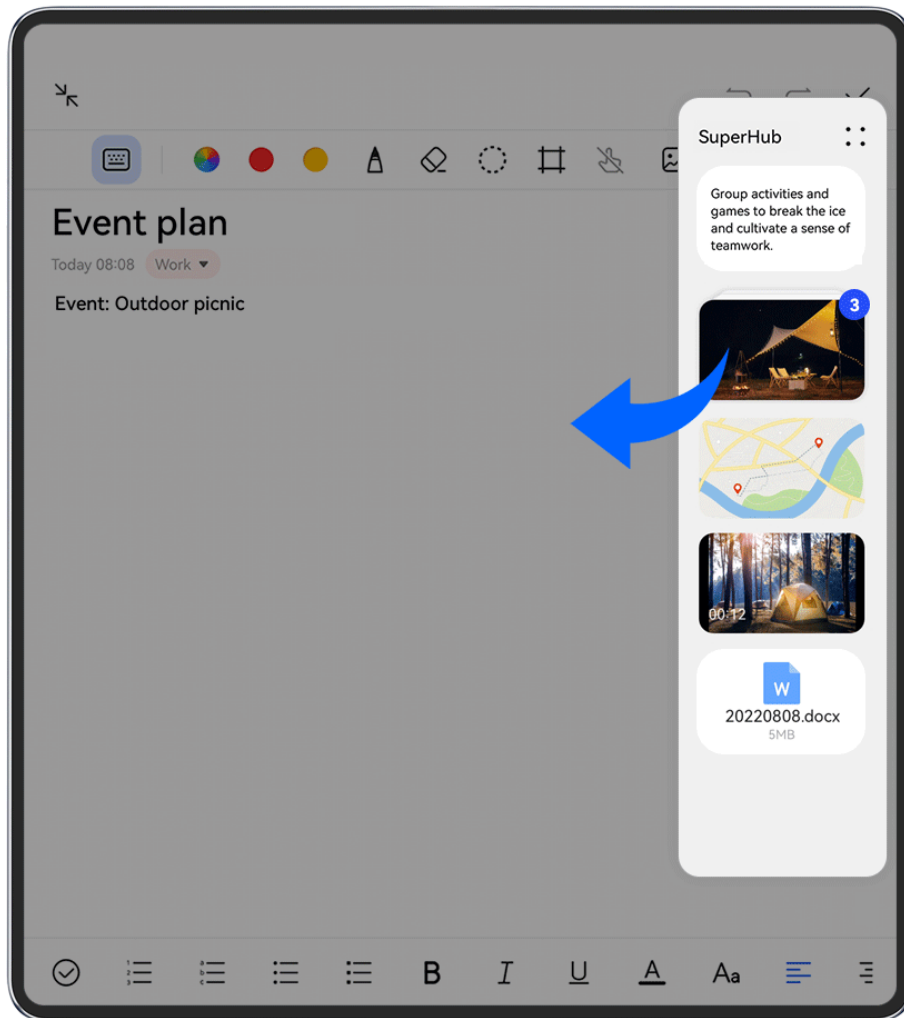 SuperHub
Group activities and
games to break the ice
and cultivate a sense of
teamwork.
Event plan
Today 08:08 Work
Event: Outdoor picnic
3
00:12
W
20220808.docx
5MB
B I U A Aa